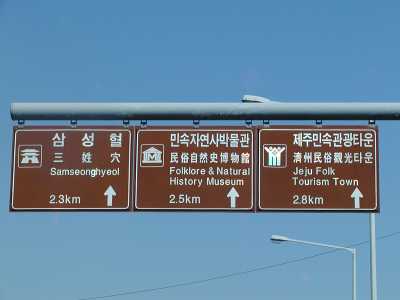 삼성혈
三姓穴
Samseonghyeol
2.3km
민속자연사박물관
民俗自然史博物館
Folklore & Natural
History Museum
2.5km
제주민속관광타운
濟州民俗觀光타운
Jeju Folk
Tourism Town
2.8km